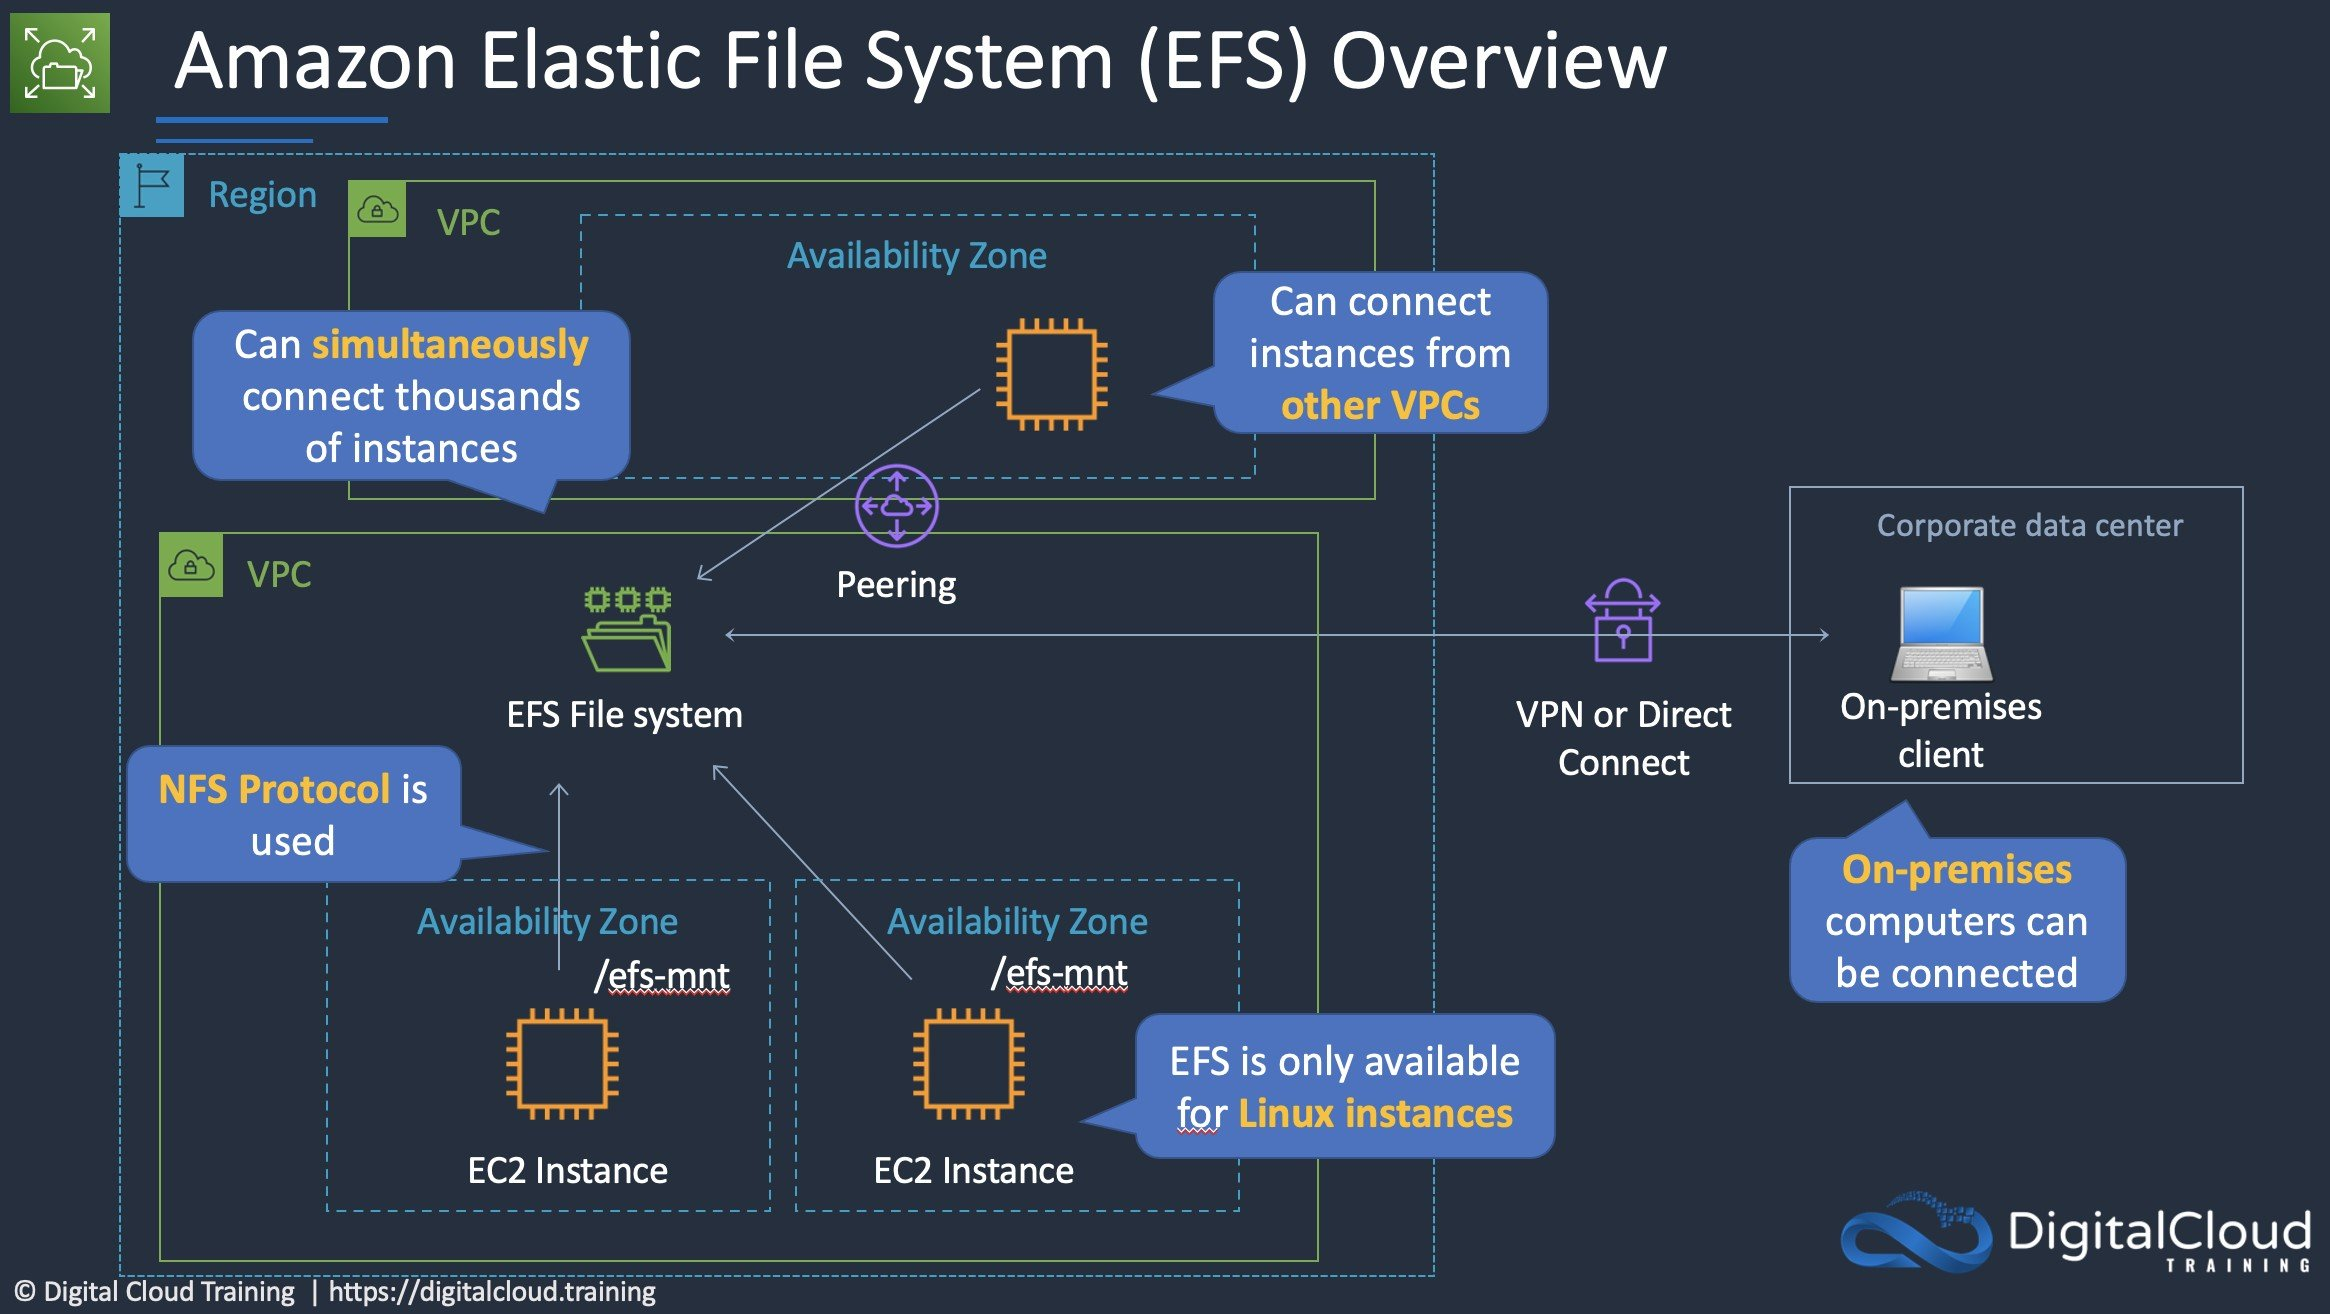 Amazon Elastic File System (EFS) Overview
Region
VPC
Availability Zone
Can connect
instances from
other VPCs
Can simultaneously
connect thousands
of instances
Peering
VPC
EFS File system
Corporate data center
On-premises
client
VPN or Direct
Connect
NFS Protocol is
used
On-premises
computers can
be connected
Availability Zone
/efs-mnt
EC2 Instance
Availability Zone
/efs-mnt
EC2 Instance
EFS is only available
for Linux instances
DigitalCloud
TRAINING
© Digital Cloud Training | https://digitalcloud.training